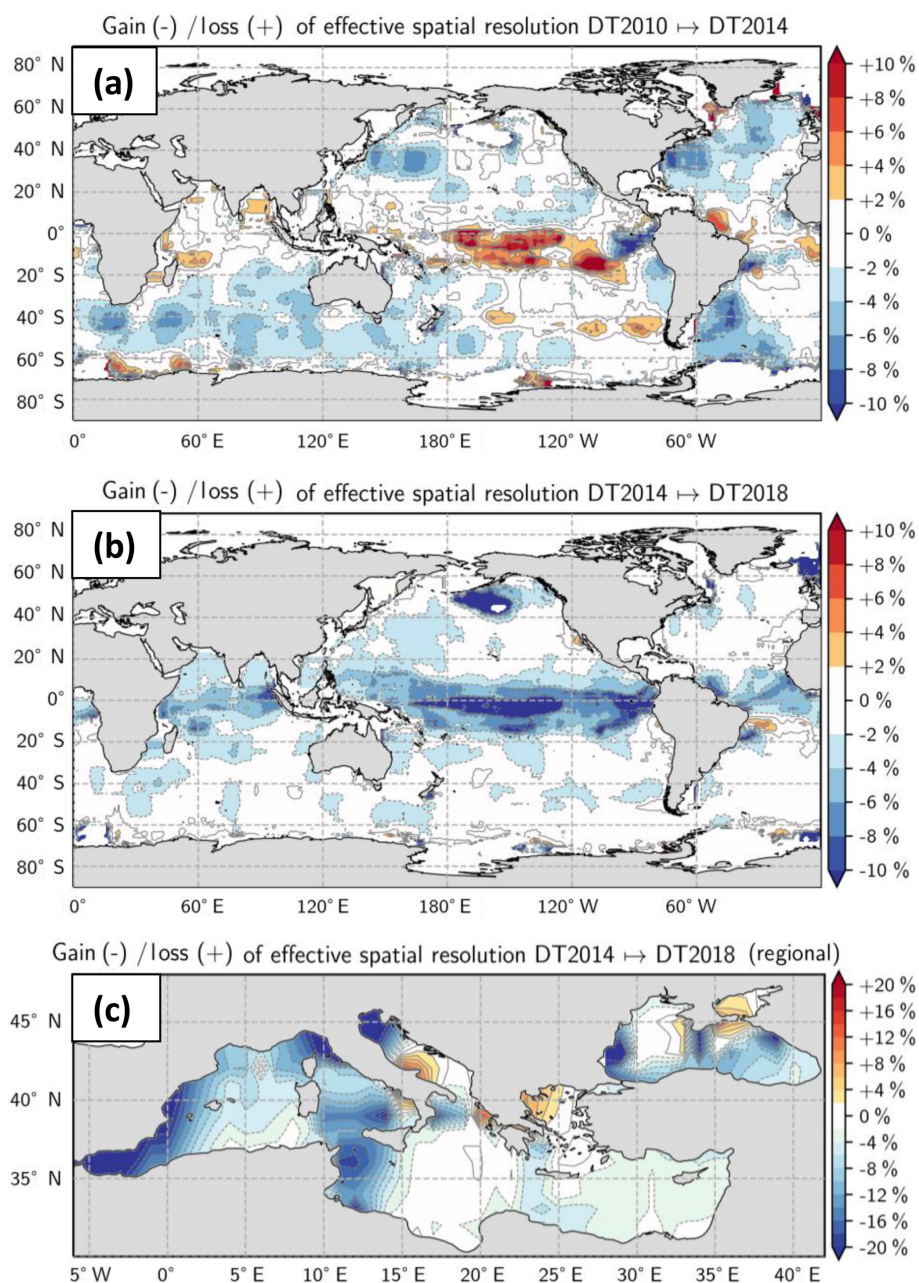 Gain (-) /loss (+) of effective spatial resolution DT2010 ↦ DT2014
(a)
80° N
60° N
40° N
20° N
0°
20° S
40° S
60° S
80° S
0°
60° E
120° E
180° E
120° W
60° W
+10 %
+8 %
+6 %
+4 %
+2 %
0 %
-2 %
-4 %
-6 %
-8 %
-10 %
Gain (-) /loss (+) of effective spatial resolution DT2014 ↦ DT2018
(b)
80° N
60° N
40° N
20° N
0°
20° S
40° S
60° S
80° S
0°
60° E
120° E
180° E
120° W
60° W
+10 %
+8 %
+6 %
+4 %
+2 %
0 %
-2 %
-4 %
-6 %
-8 %
-10 %
Gain (-) /loss (+) of effective spatial resolution DT2014 ↦ DT2018 (regional)
(c)
45° N
40° N
35° N
5° W
0°
5° E
10° E
15° E
20° E
25° E
30° E
35° E
40° E
+20 %
+12 %
+8 %
+4 %
+2 %
0 %
-4 %
-8 %
-12 %
-16 %
-20 %